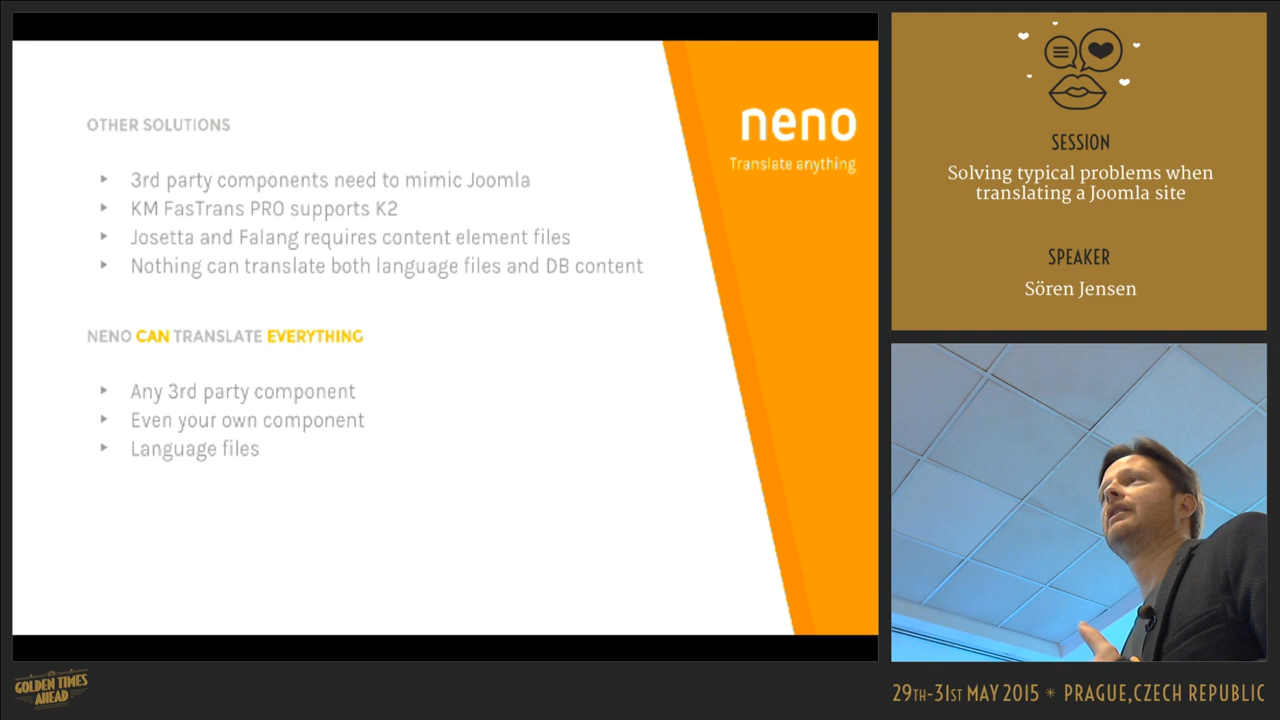 OTHER SOLUTIONS
3rd party components need to mimic Joomla
KM FasTrans PRO supports K2
Josetta and Falang requires content element files
Nothing can translate both language files and DB content
NENO CAN TRANSLATE EVERYTHING
Any 3rd party component
Even your own component
Language files
neno
Translate anything
SESSION
Solving typical problems when
translating a Joomla site
SPEAKER
Sören Jensen
GOLDEN TIMES
AHEAD
29TH-31ST MAY 2015 * PRAGUE, CZECH REPUBLIC